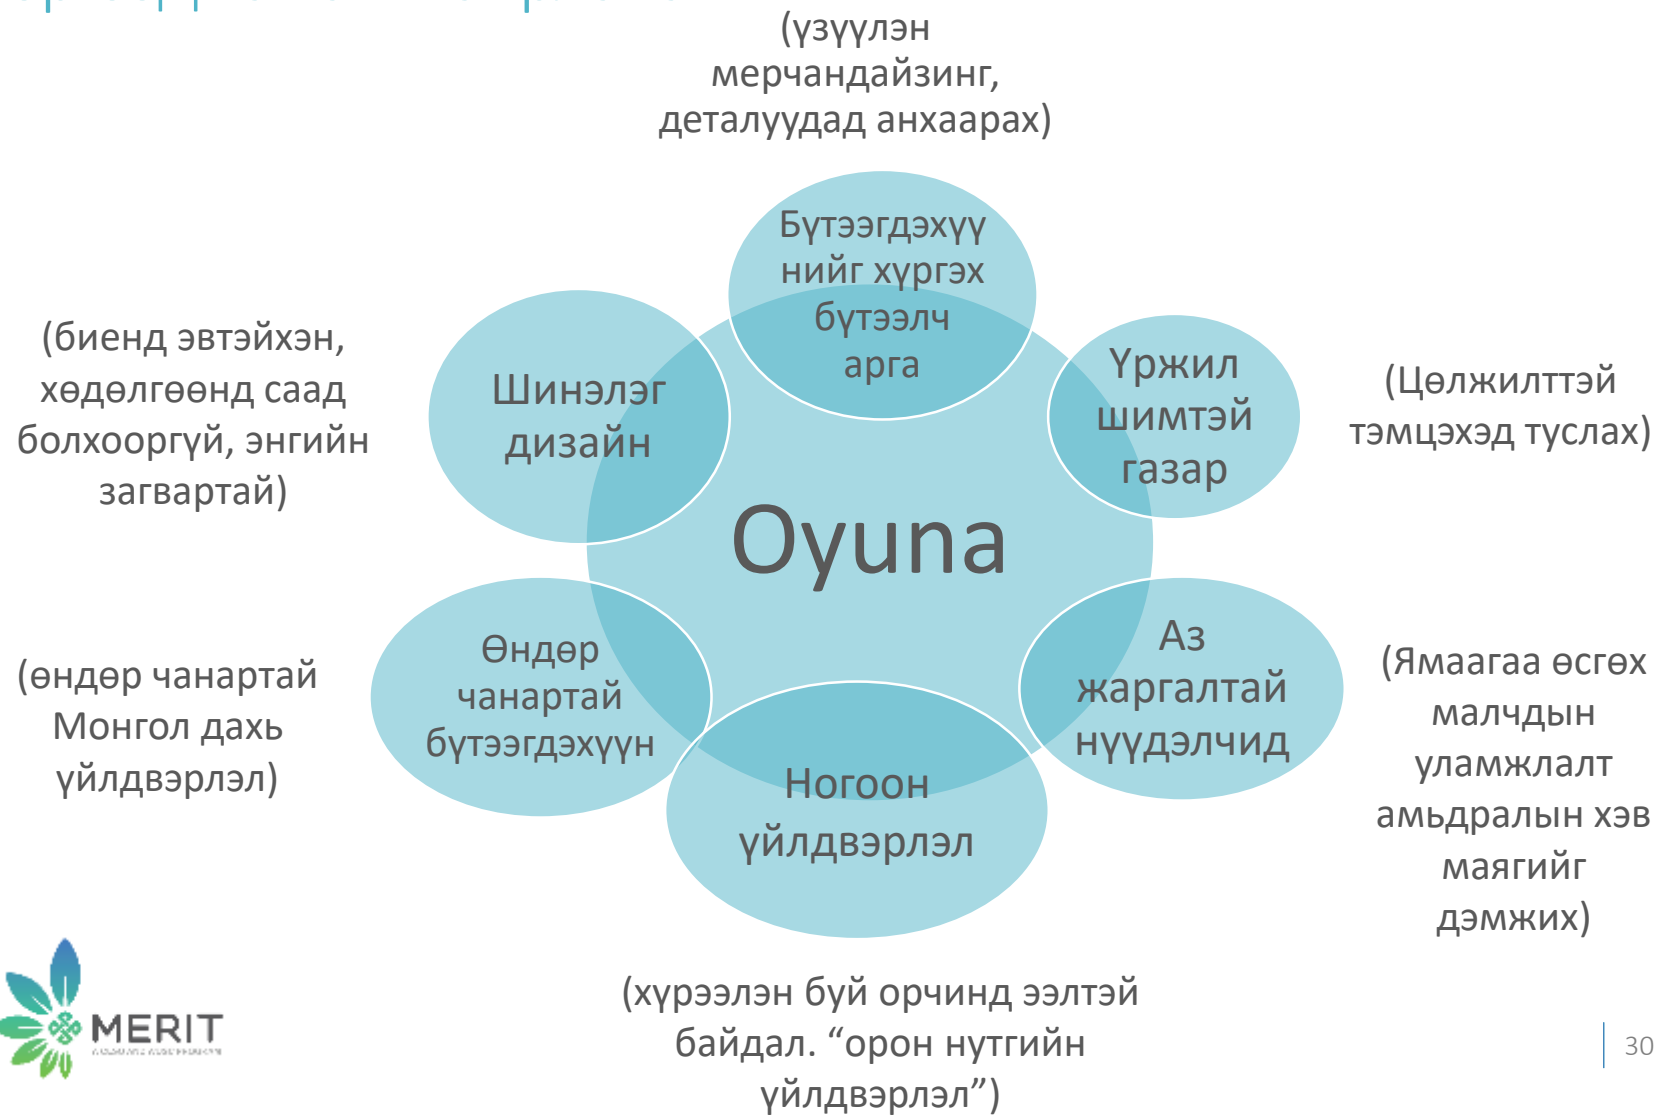 (үзүүлэн
мерчандайзинг,
деталуудад анхаарах)
Бүтээгдэхүү
нийг хүргэх
бүтээлч
арга
(биенд эвтэйхэн,
хөдөлгөөнд саад
болхооргүй, энгийн
загвартай)
Шинэлэг
дизайн
Үржил
шимтэй
газар
(Цөлжилттэй
тэмцэхэд туслах)
Oyuna
(өндөр чанартай
Монгол дахь
үйлдвэрлэл)
Өндөр
чанартай
бүтээгдэхүүн
Аз
жаргалтай
нүүдэлчид
(Ямаагаа өсгөх
малчдын
уламжлалт
амьдралын хэв
маягийг
дэмжих)
Ногоон
үйлдвэрлэл
(хүрээлэн буй орчинд ээлтэй
байдал. “орон нутгийн
үйлдвэрлэл”)
MERIT
30